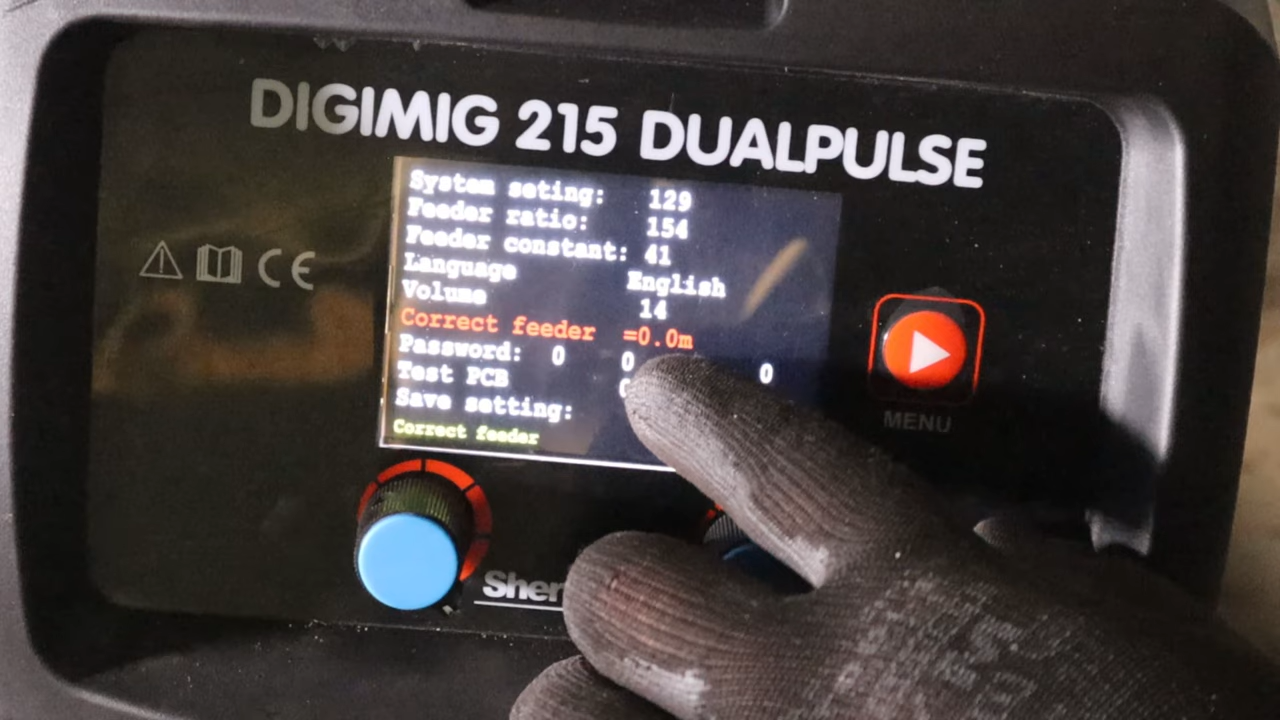 DIGIMIG 215 DUALPULSE
System seting: 129
Feeder ratio: 154
Feeder constant: 41
Language English
Volume 14
Correct feeder =0.0m
Password: 0 0 0
Test PCB
Save setting:
Correct feeder
CE
MENU
Sher